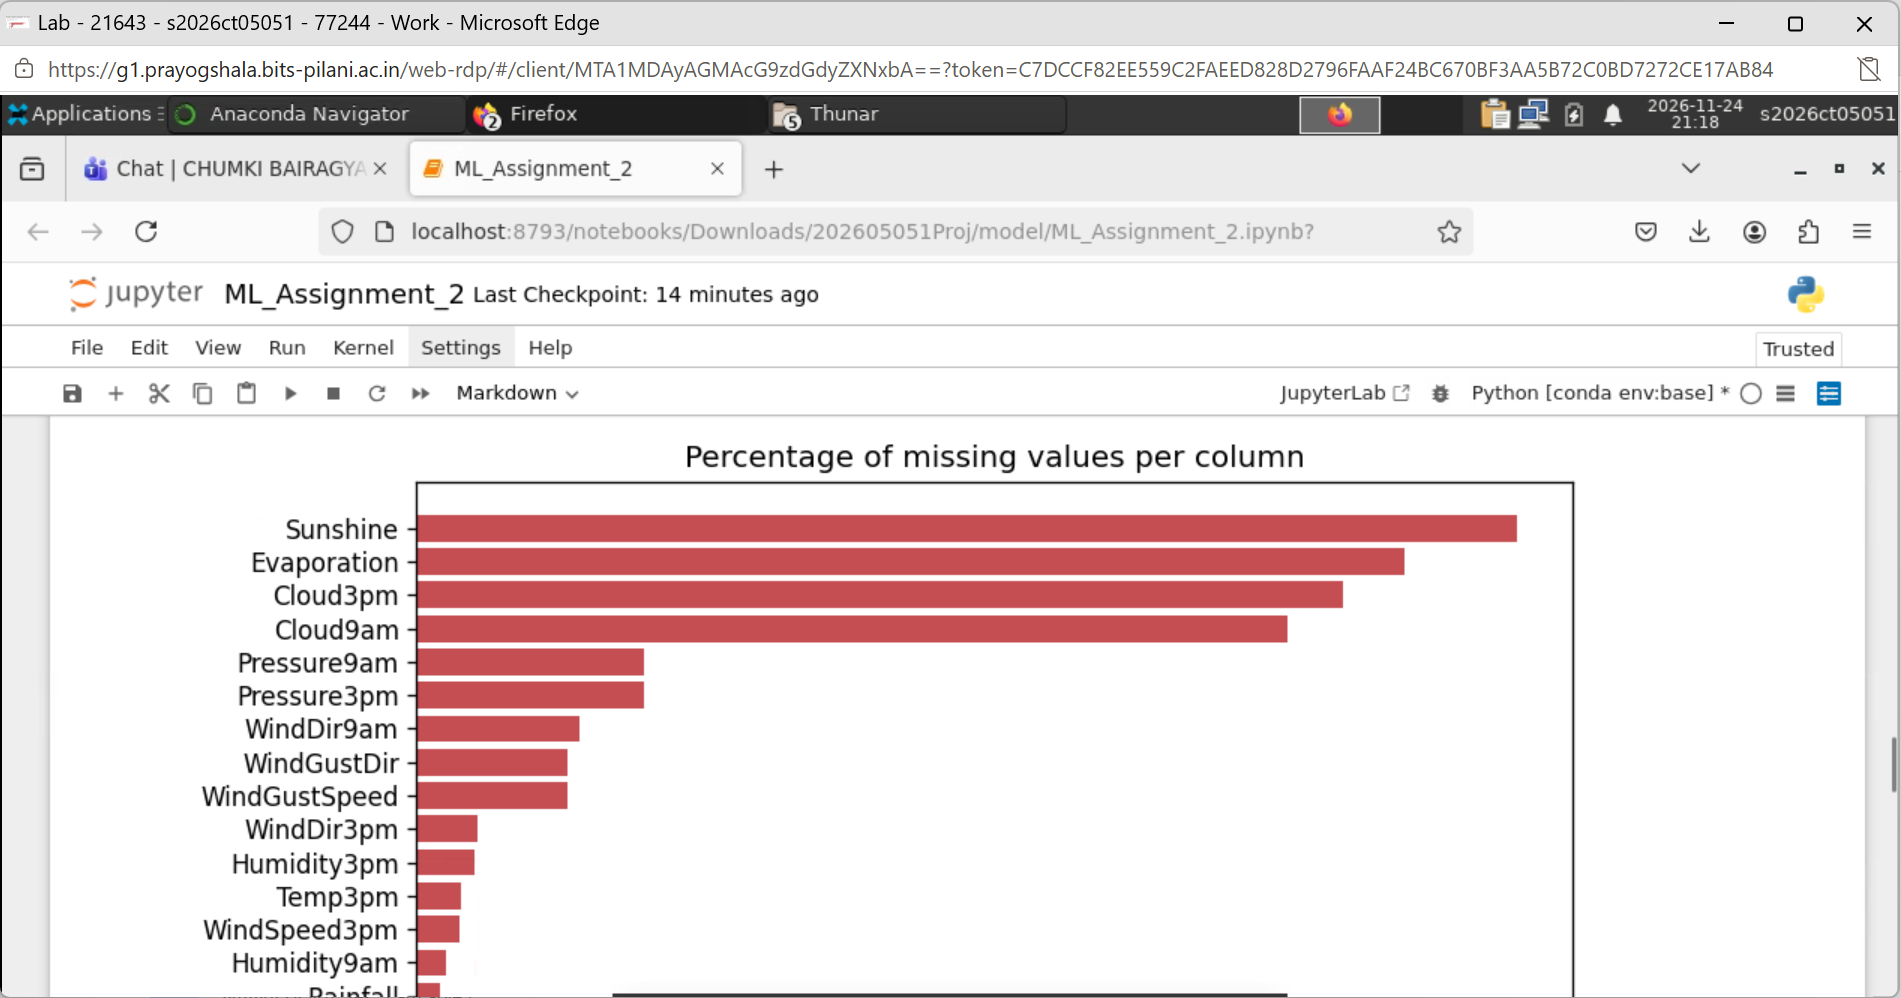 Lab - 21643 - s2026ct05051 - 77244 - Work - Microsoft Edge
https://g1.prayogshala.bits-pilani.ac.in/web-rdp/#/client/MTA1MDAyAGMAcG9zdGdyZXNxbA==?token=C7DCCF82EE559C2FAEED828D2796FAAF24BC670BF3AA5B72C0BD7272CE17AB84
Applications Anaconda Navigator 2 Firefox 5 Thunar 2026-11-24 s2026ct05051
21:18
Chat | CHUMKI BAIRAGYA ML_Assignment_2
localhost:8793/notebooks/Downloads/202605051Proj/model/ML_Assignment_2.ipynb?
jupyter ML_Assignment_2 Last Checkpoint: 14 minutes ago
File Edit View Run Kernel Settings Help Trusted
Markdown JupyterLab Python [conda env:base] *
Percentage of missing values per column
Sunshine
Evaporation
Cloud3pm
Cloud9am
Pressure9am
Pressure3pm
WindDir9am
WindGustDir
WindGustSpeed
WindDir3pm
Humidity3pm
Temp3pm
WindSpeed3pm
Humidity9am
Rainfall